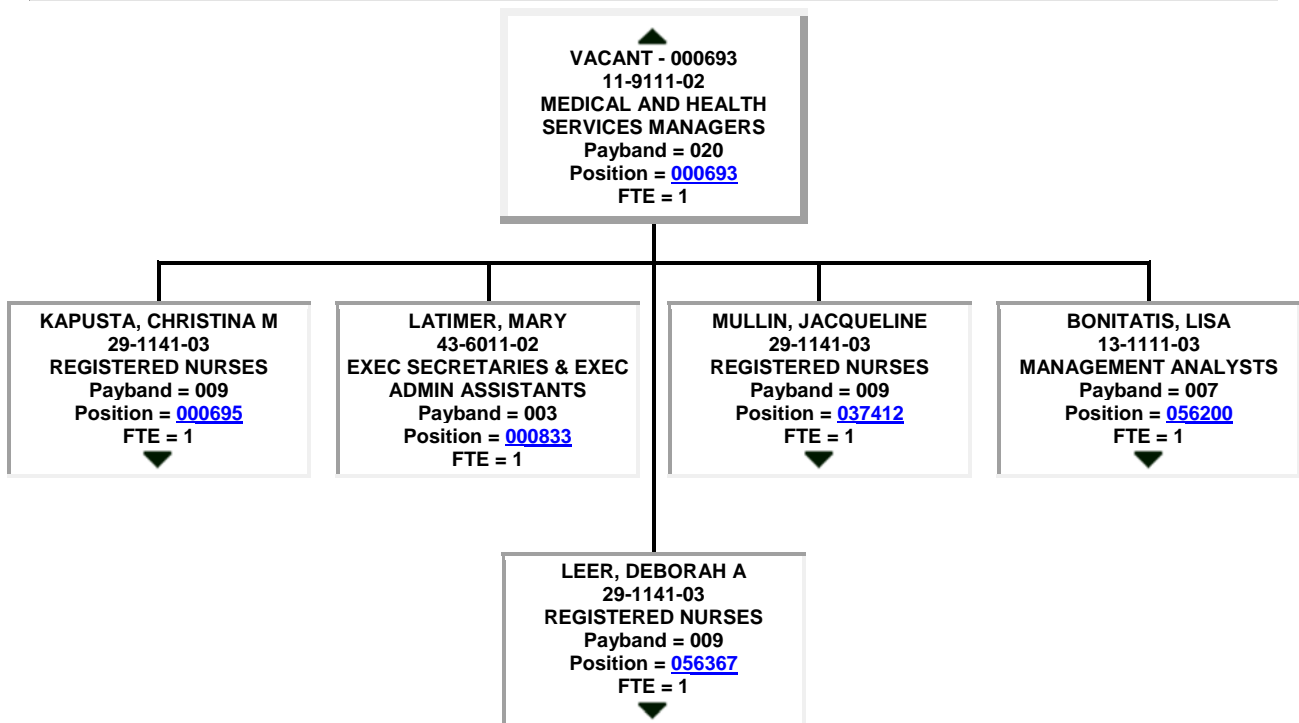 VACANT - 000693
11-9111-02
MEDICAL AND HEALTH
SERVICES MANAGERS
Payband = 020
Position = 000693
FTE = 1
KAPUSTA, CHRISTINA M
29-1141-03
REGISTERED NURSES
Payband = 009
Position = 000695
FTE = 1
LATIMER, MARY
43-6011-02
EXEC SECRETARIES & EXEC
ADMIN ASSISTANTS
Payband = 003
Position = 000833
FTE = 1
MULLIN, JACQUELINE
29-1141-03
REGISTERED NURSES
Payband = 009
Position = 037412
FTE = 1
BONITATIS, LISA
13-1111-03
MANAGEMENT ANALYSTS
Payband = 007
Position = 056200
FTE = 1
LEER, DEBORAH A
29-1141-03
REGISTERED NURSES
Payband = 009
Position = 056367
FTE = 1